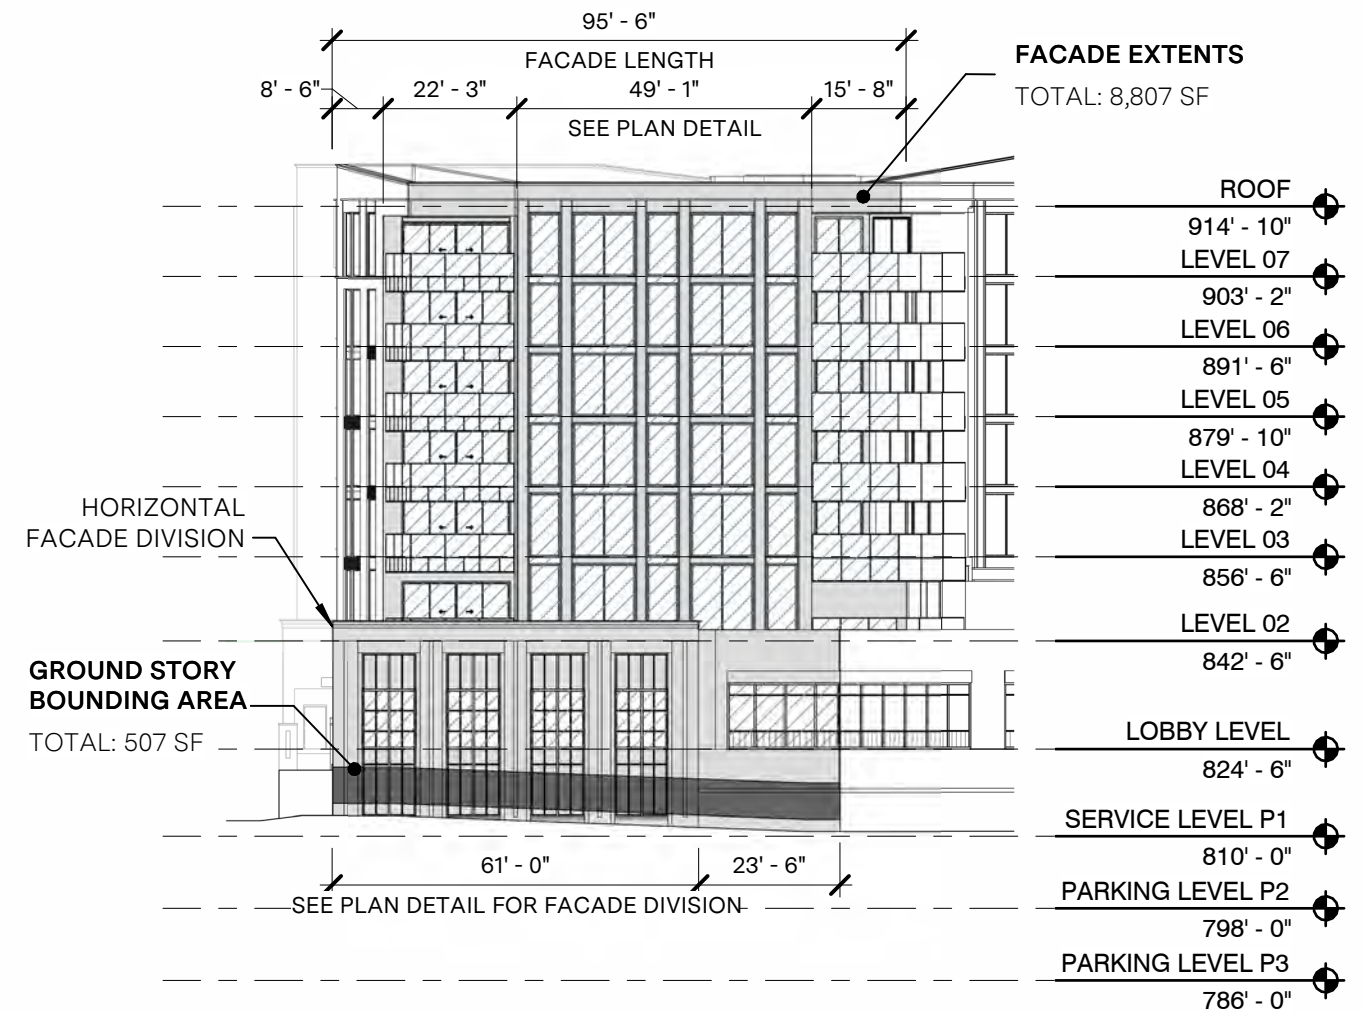 95' - 6"
FACADE LENGTH
8' - 6"
22' - 3"
49' - 1"
15' - 8"
SEE PLAN DETAIL
FACADE EXTENTS
TOTAL: 8,807 SF
ROOF
914' - 10"
LEVEL 07
903' - 2"
LEVEL 06
891' - 6"
LEVEL 05
879' - 10"
LEVEL 04
868' - 2"
LEVEL 03
856' - 6"
LEVEL 02
842' - 6"
LOBBY LEVEL
824' - 6"
SERVICE LEVEL P1
810' - 0"
PARKING LEVEL P2
798' - 0"
PARKING LEVEL P3
786' - 0"
HORIZONTAL
FACADE DIVISION
GROUND STORY
BOUNDING AREA
TOTAL: 507 SF
61' - 0"
23' - 6"
SEE PLAN DETAIL FOR FACADE DIVISION